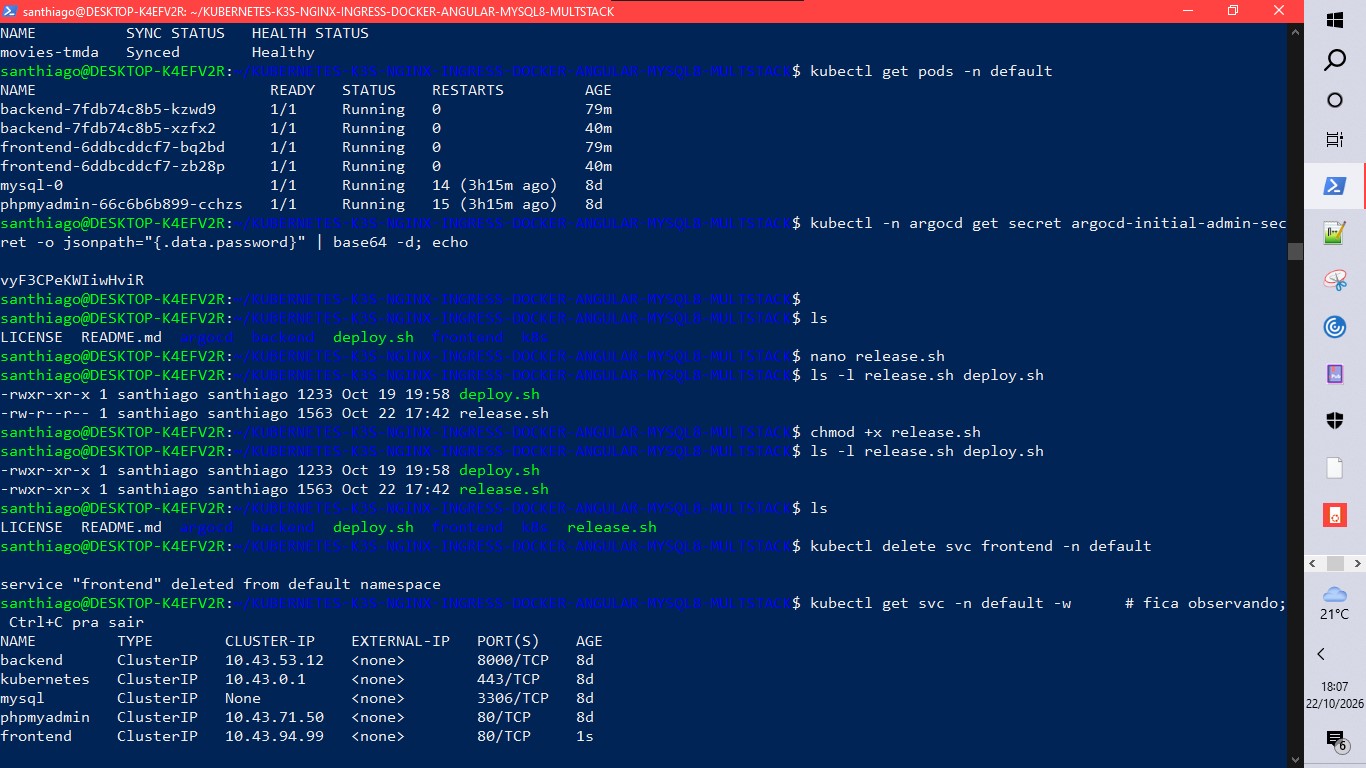 santhiago@DESKTOP-K4EFV2R: ~/KUBERNETES-K3S-NGINX-INGRESS-DOCKER-ANGULAR-MYSQL8-MULTSTACK
NAME          SYNC STATUS   HEALTH STATUS
movies-tmda   Synced        Healthy
santhiago@DESKTOP-K4EFV2R:~/KUBERNETES-K3S-NGINX-INGRESS-DOCKER-ANGULAR-MYSQL8-MULTSTACK$ kubectl get pods -n default
NAME                          READY   STATUS    RESTARTS          AGE
backend-7fdb74c8b5-kzwd9      1/1     Running   0                 79m
backend-7fdb74c8b5-xzfx2      1/1     Running   0                 40m
frontend-6ddbcddcf7-bq2bd     1/1     Running   0                 79m
frontend-6ddbcddcf7-zb28p     1/1     Running   0                 40m
mysql-0                       1/1     Running   14 (3h15m ago)   8d
phpmyadmin-66c6b6b899-cchzs   1/1     Running   15 (3h15m ago)   8d
santhiago@DESKTOP-K4EFV2R:~/KUBERNETES-K3S-NGINX-INGRESS-DOCKER-ANGULAR-MYSQL8-MULTSTACK$ kubectl -n argocd get secret argocd-initial-admin-sec
ret -o jsonpath="{.data.password}" | base64 -d; echo
vyF3CPeKWIiwHviR
santhiago@DESKTOP-K4EFV2R:~/KUBERNETES-K3S-NGINX-INGRESS-DOCKER-ANGULAR-MYSQL8-MULTSTACK$
santhiago@DESKTOP-K4EFV2R:~/KUBERNETES-K3S-NGINX-INGRESS-DOCKER-ANGULAR-MYSQL8-MULTSTACK$ ls
LICENSE  README.md  argocd  backend  deploy.sh  frontend  k8s
santhiago@DESKTOP-K4EFV2R:~/KUBERNETES-K3S-NGINX-INGRESS-DOCKER-ANGULAR-MYSQL8-MULTSTACK$ nano release.sh
santhiago@DESKTOP-K4EFV2R:~/KUBERNETES-K3S-NGINX-INGRESS-DOCKER-ANGULAR-MYSQL8-MULTSTACK$ ls -l release.sh deploy.sh
-rwxr-xr-x 1 santhiago santhiago 1233 Oct 19 19:58 deploy.sh
-rw-r--r-- 1 santhiago santhiago 1563 Oct 22 17:42 release.sh
santhiago@DESKTOP-K4EFV2R:~/KUBERNETES-K3S-NGINX-INGRESS-DOCKER-ANGULAR-MYSQL8-MULTSTACK$ chmod +x release.sh
santhiago@DESKTOP-K4EFV2R:~/KUBERNETES-K3S-NGINX-INGRESS-DOCKER-ANGULAR-MYSQL8-MULTSTACK$ ls -l release.sh deploy.sh
-rwxr-xr-x 1 santhiago santhiago 1233 Oct 19 19:58 deploy.sh
-rwxr-xr-x 1 santhiago santhiago 1563 Oct 22 17:42 release.sh
santhiago@DESKTOP-K4EFV2R:~/KUBERNETES-K3S-NGINX-INGRESS-DOCKER-ANGULAR-MYSQL8-MULTSTACK$ ls
LICENSE  README.md  argocd  backend  deploy.sh  frontend  k8s  release.sh
santhiago@DESKTOP-K4EFV2R:~/KUBERNETES-K3S-NGINX-INGRESS-DOCKER-ANGULAR-MYSQL8-MULTSTACK$ kubectl delete svc frontend -n default
service "frontend" deleted from default namespace
santhiago@DESKTOP-K4EFV2R:~/KUBERNETES-K3S-NGINX-INGRESS-DOCKER-ANGULAR-MYSQL8-MULTSTACK$ kubectl get svc -n default -w      # fica observando;
 Ctrl+C pra sair
NAME         TYPE        CLUSTER-IP    EXTERNAL-IP   PORT(S)    AGE
backend      ClusterIP   10.43.53.12   <none>        8000/TCP   8d
kubernetes   ClusterIP   10.43.0.1     <none>        443/TCP    8d
mysql        ClusterIP   None          <none>        3306/TCP   8d
phpmyadmin   ClusterIP   10.43.71.50   <none>        80/TCP     8d
frontend     ClusterIP   10.43.94.99   <none>        80/TCP     1s
21°C
18:07
22/10/2026
6